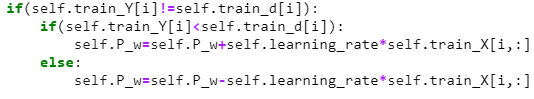 if(self.train_Y[i]!=self.train_d[i]):
    if(self.train_Y[i]<self.train_d[i]):
        self.P_w=self.P_w+self.learning_rate*self.train_X[i,:]
    else:
        self.P_w=self.P_w-self.learning_rate*self.train_X[i,:]